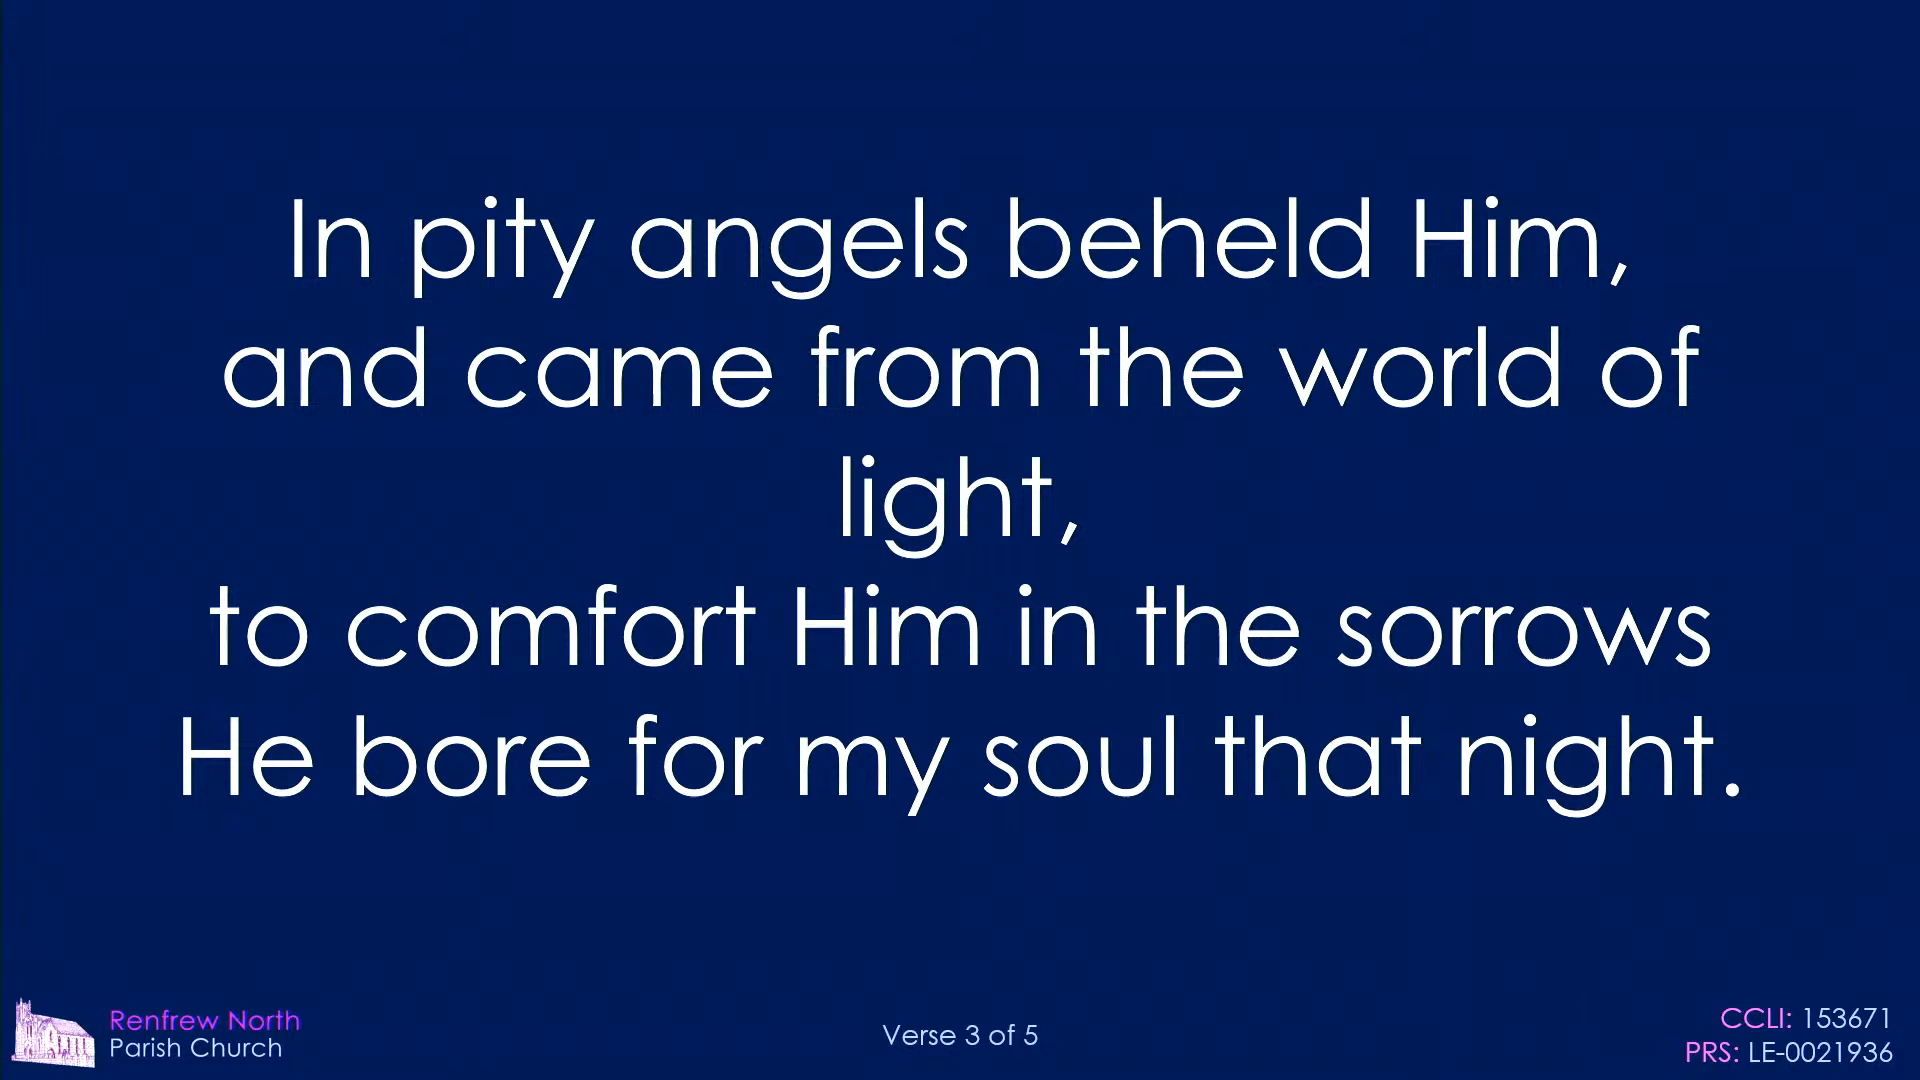 In pity angels beheld Him,
and came from the world of
light,
to comfort Him in the sorrows
He bore for my soul that night.
Renfrew North
Parish Church
Verse 3 of 5
CCLI: 153671
PRS: LE-0021936